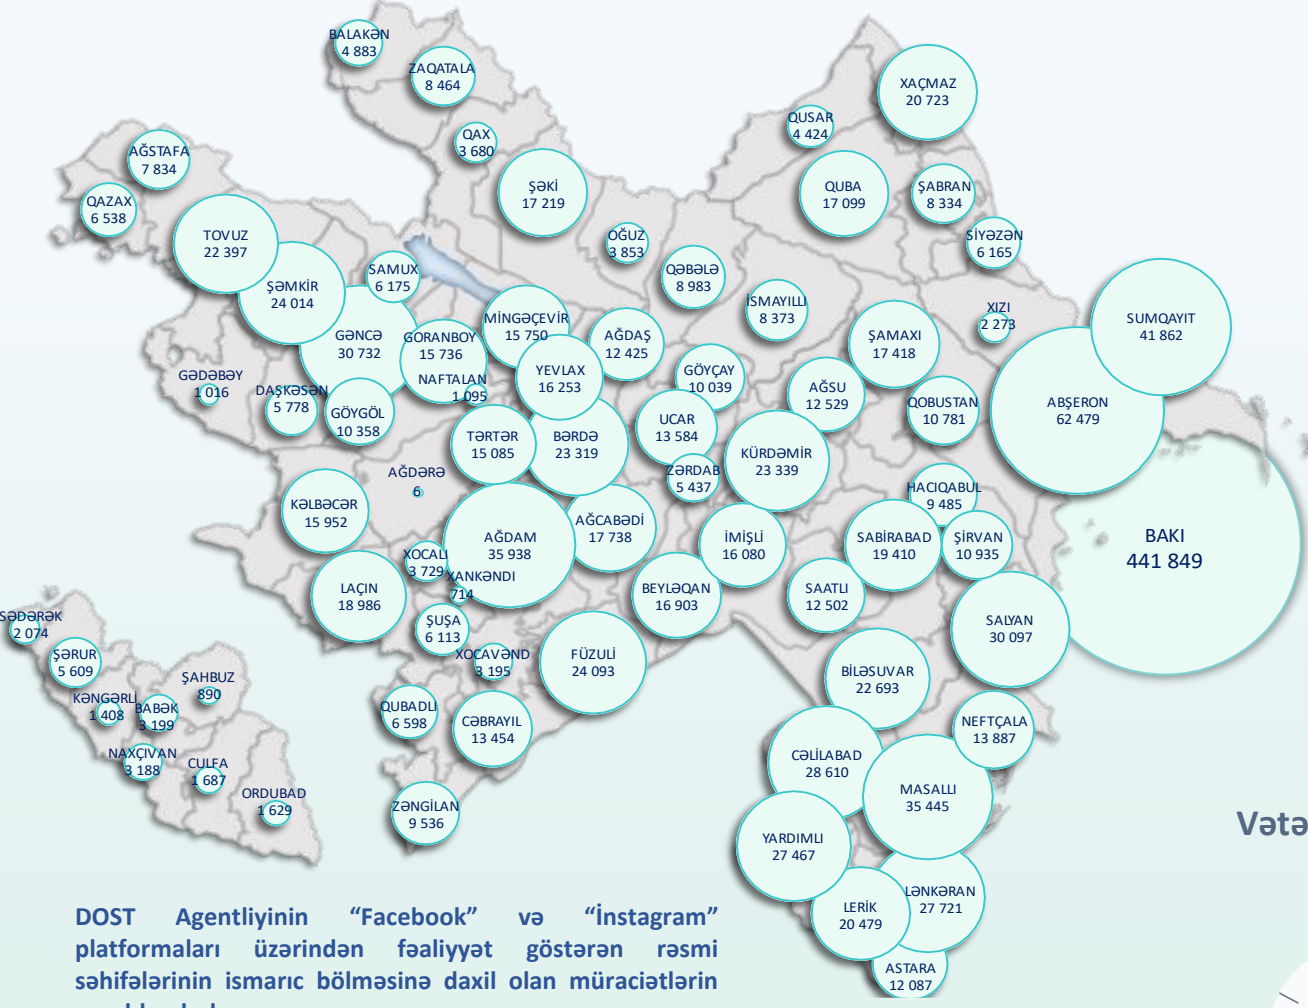 BALAKƏN
4 883
ZAQATALA
8 464
QAX
3 680
XAÇMAZ
20 723
QUSAR
4 424
AĞSTAFA
7 834
QAZAX
6 538
ŞƏKİ
17 219
QUBA
17 099
ŞABRAN
8 334
TOVUZ
22 397
OĞUZ
3 853
SİYƏZƏN
6 165
SAMUX
6 175
QƏBƏLƏ
8 983
ŞƏMKİR
24 014
İSMAYILLI
8 373
XIZI
2 273
SUMQAYIT
41 862
GƏNCƏ
30 732
GORANBOY
15 736
MİNGƏÇEVİR
15 750
AĞDAŞ
12 425
ŞAMAXI
17 418
GƏDƏBƏY
1 016
DAŞKƏSƏN
5 778
GÖYGÖL
10 358
NAFTALAN
1 095
YEVLAX
16 253
GÖYÇAY
10 039
AĞSU
12 529
QOBUSTAN
10 781
ABŞERON
62 479
TƏRTƏR
15 085
BƏRDƏ
23 319
UCAR
13 584
KÜRDƏMİR
23 339
AĞDƏRƏ
6
ZƏRDAB
5 437
HACIQABUL
9 485
KƏLBƏCƏR
15 952
AĞDAM
35 938
AĞCABƏDİ
17 738
İMİŞLİ
16 080
SABİRABAD
19 410
ŞİRVAN
10 935
BAKI
441 849
XOCALI
3 729
XANKƏNDI
714
LAÇIN
18 986
BEYLƏQAN
16 903
SAATLI
12 502
SƏDƏRƏK
2 074
ŞUŞA
6 113
SALYAN
30 097
ŞƏRUR
5 609
XOCAVƏND
3 195
FÜZULİ
24 093
BİLƏSUVAR
22 693
ŞAHBUZ
890
KƏNGƏRLİ
1 408
BABƏK
3 199
QUBADLI
6 598
CƏBRAYIL
13 454
NEFTÇALA
13 887
NAXÇIVAN
3 188
CULFA
1 687
CƏLİLABAD
28 610
ORDUBAD
1 629
ZƏNGİLAN
9 536
MASALLI
35 445
YARDIMLI
27 467
LƏNKƏRAN
27 721
LERİK
20 479
ASTARA
12 087
Vətə
DOST Agentliyinin “Facebook” və “İnstagram”
platformaları üzərindən fəaliyyət göstərən rəsmi
səhifələrinin ismarıc bölməsinə daxil olan müraciətlərin